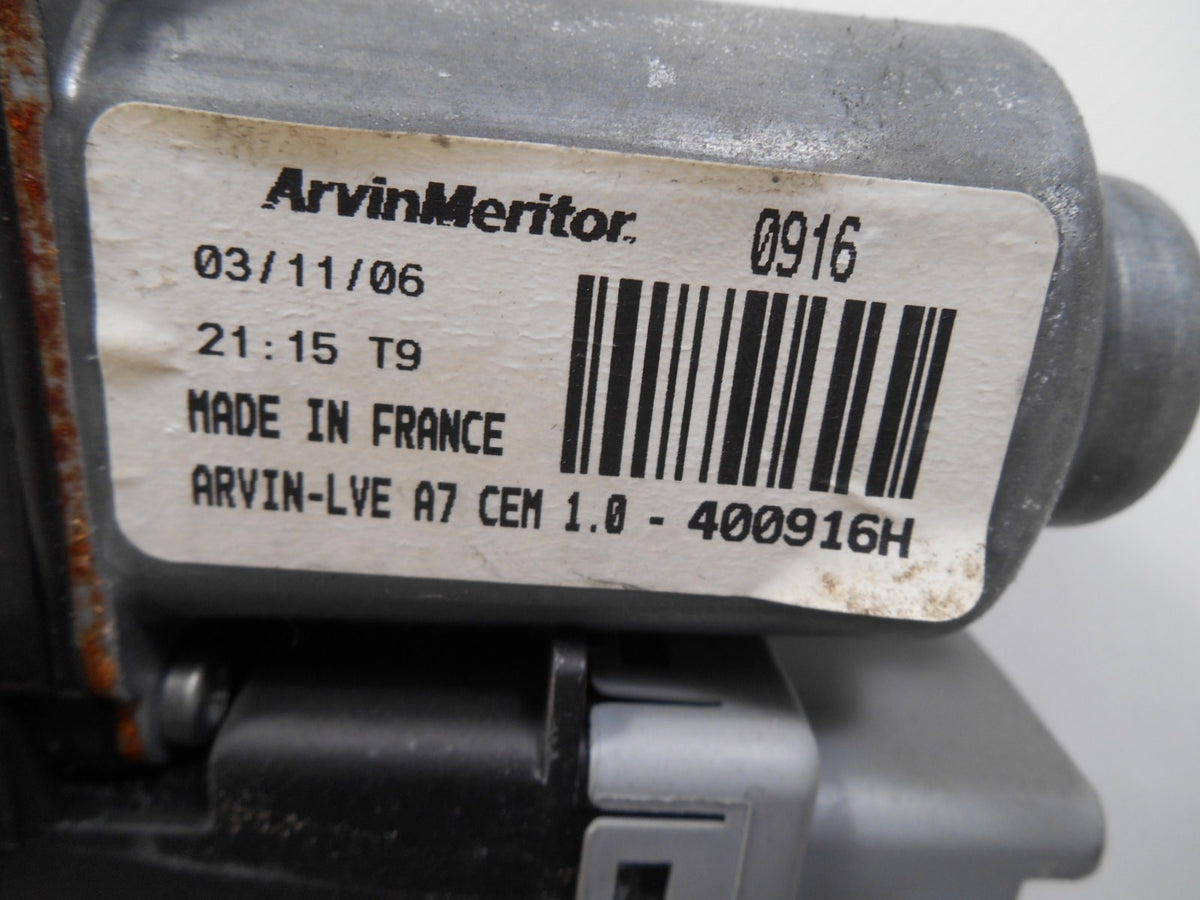 ArvinMeritor
0916
03/11/06
21:15 T9
MADE IN FRANCE
ARVIN-LVE A7 CEM 1.0 - 400916H